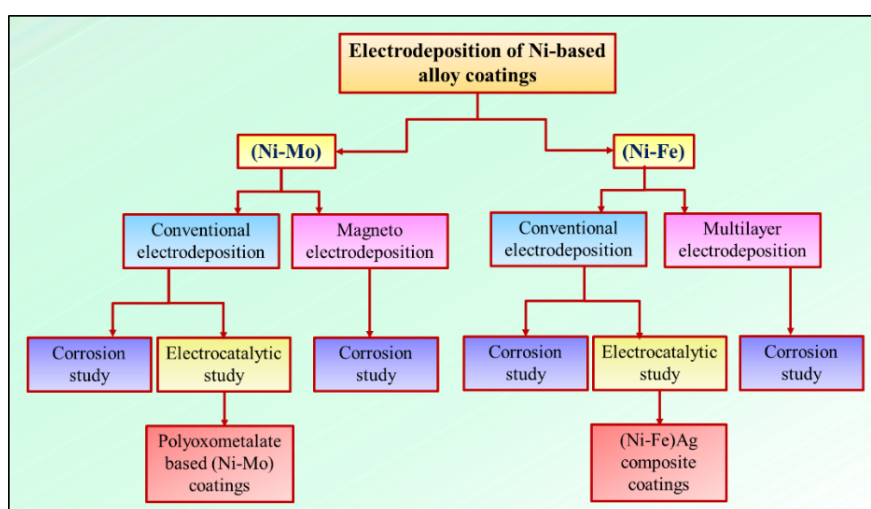 Electrodeposition of Ni-based
alloy coatings
(Ni-Mo)
(Ni-Fe)
Conventional
electrodeposition
Magneto
electrodeposition
Conventional
electrodeposition
Multilayer
electrodeposition
Corrosion
study
Electrocatalytic
study
Corrosion
study
Corrosion
study
Electrocatalytic
study
Corrosion
study
Polyoxometalate
based (Ni-Mo)
coatings
(Ni-Fe)Ag
composite
coatings